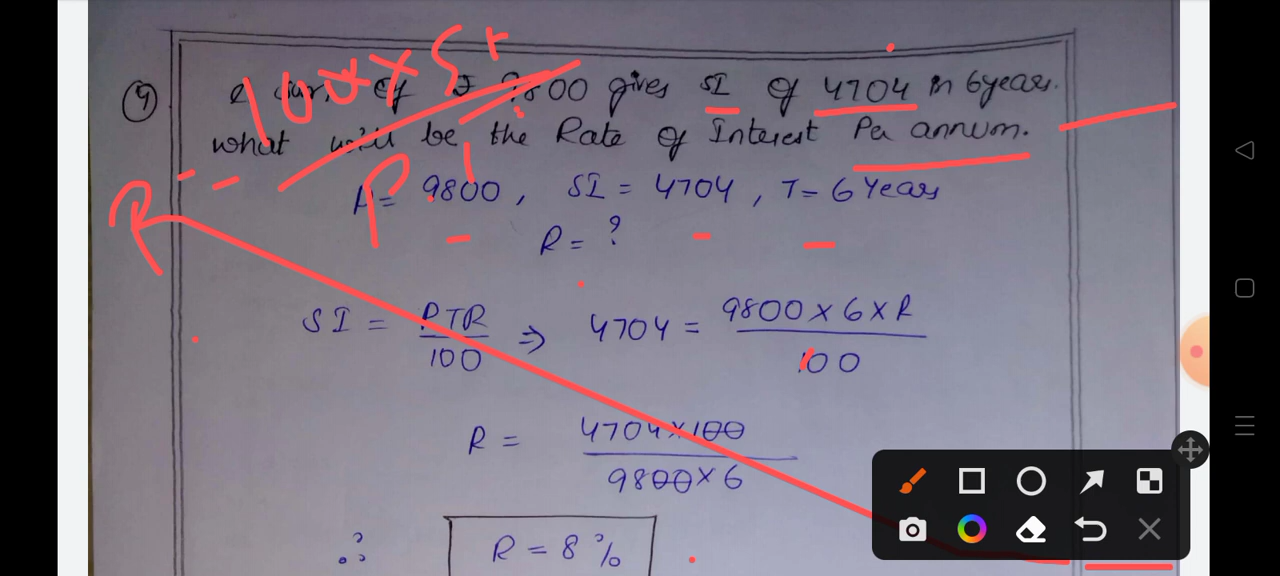 (9) a sum of ₹ 9800 gives SI of 4704 in 6years.
what will be the Rate of Interest Per annum.
P = 9800, SI = 4704, T = 6 Years
R = ?
SI = PTR/100 ⇒ 4704 = 9800 × 6 × R/100
R = 4704 × 100/9800 × 6
∴ R = 8 %
R = 100 × SI
P